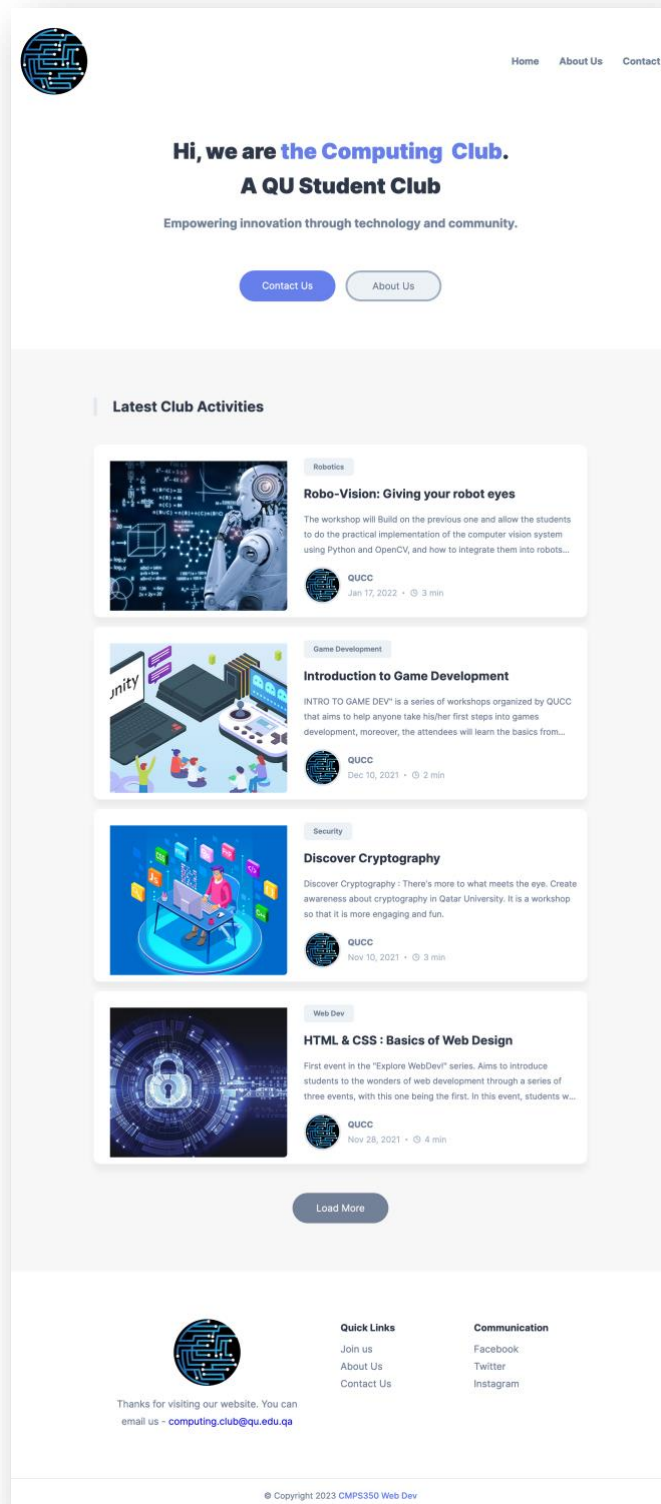 Home About Us Contact
Hi, we are the Computing Club.
A QU Student Club
Empowering innovation through technology and community.
Contact Us About Us
Latest Club Activities
Robotics
Robo-Vision: Giving your robot eyes
The workshop will Build on the previous one and allow the students
to do the practical implementation of the computer vision system
using Python and OpenCV, and how to integrate them into robots...
QUCC
Jan 17, 2022 • 3 min
unity
Game Development
Introduction to Game Development
INTRO TO GAME DEV" is a series of workshops organized by QUCC
that aims to help anyone take his/her first steps into games
development, moreover, the attendees will learn the basics from...
QUCC
Dec 10, 2021 • 2 min
Security
Discover Cryptography
Discover Cryptography : There's more to what meets the eye. Create
awareness about cryptography in Qatar University. It is a workshop
so that it is more engaging and fun.
QUCC
Nov 10, 2021 • 3 min
Web Dev
HTML & CSS : Basics of Web Design
First event in the "Explore WebDev!" series. Aims to introduce
students to the wonders of web development through a series of
three events, with this one being the first. In this event, students w...
QUCC
Nov 28, 2021 • 4 min
Load More
Thanks for visiting our website. You can
email us - computing.club@qu.edu.qa
Quick Links
Join us
About Us
Contact Us
Communication
Facebook
Twitter
Instagram
© Copyright 2023 CMPS350 Web Dev